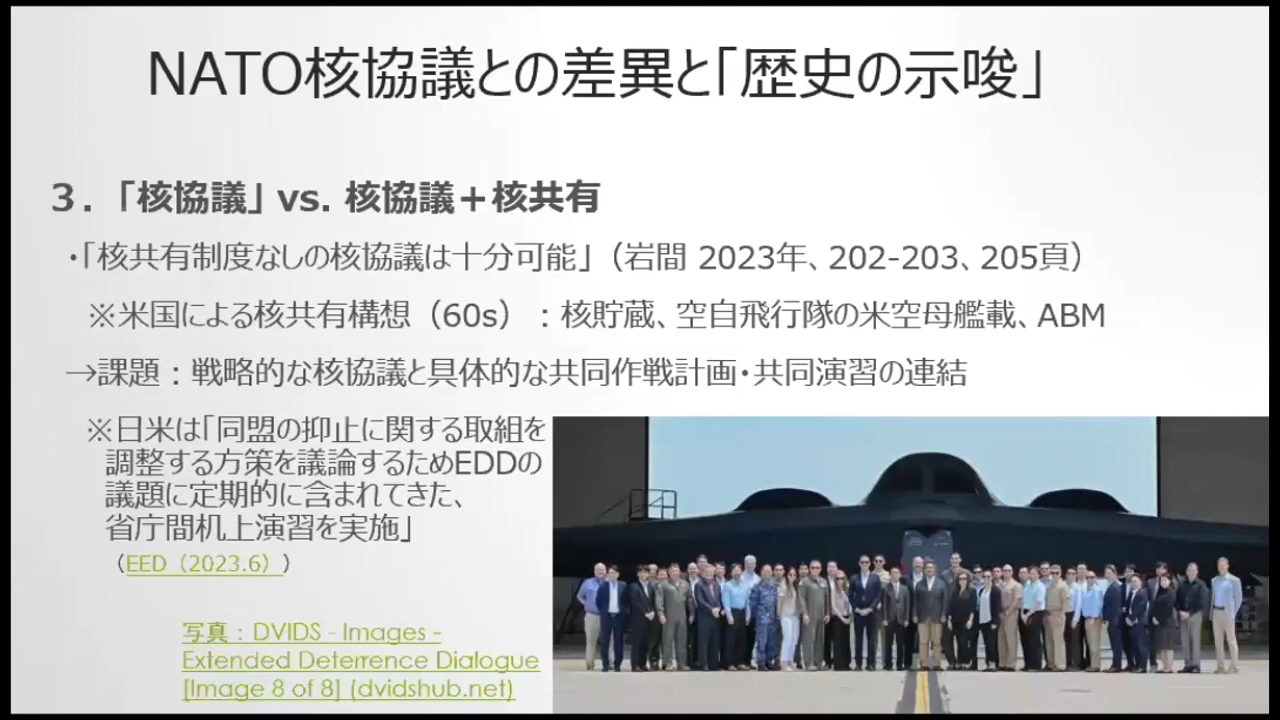 NATO核協議との差異と「歴史の示唆」
３．「核協議」 vs. 核協議＋核共有
・「核共有制度なしの核協議は十分可能」（岩間 2023年、202-203、205頁）
※米国による核共有構想（60s）：核貯蔵、空自飛行隊の米空母艦載、ABM
→課題：戦略的な核協議と具体的な共同作戦計画・共同演習の連結
※日米は「同盟の抑止に関する取組を
調整する方策を議論するためEDDの
議題に定期的に含まれてきた、
省庁間机上演習を実施」
（EED（2023.6））
写真：DVIDS - Images -
Extended Deterrence Dialogue
[Image 8 of 8] (dvidshub.net)